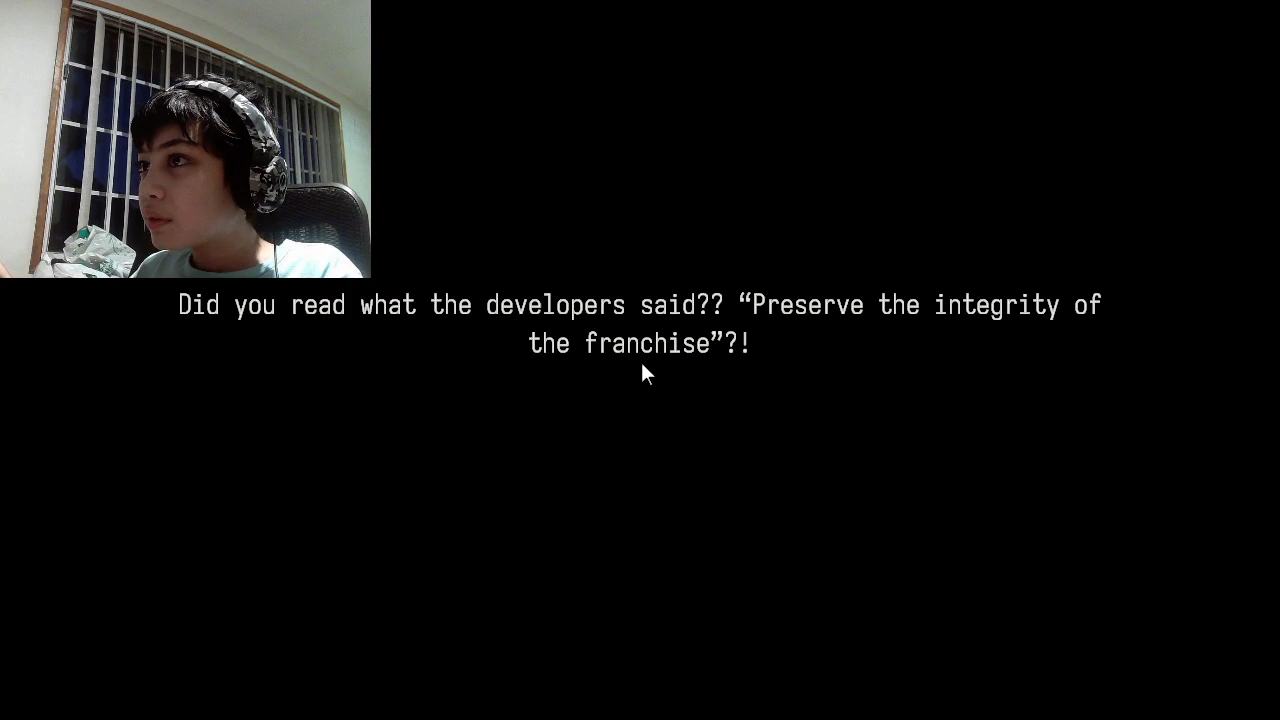 Did you read what the developers said?? “Preserve the integrity of
the franchise”?!